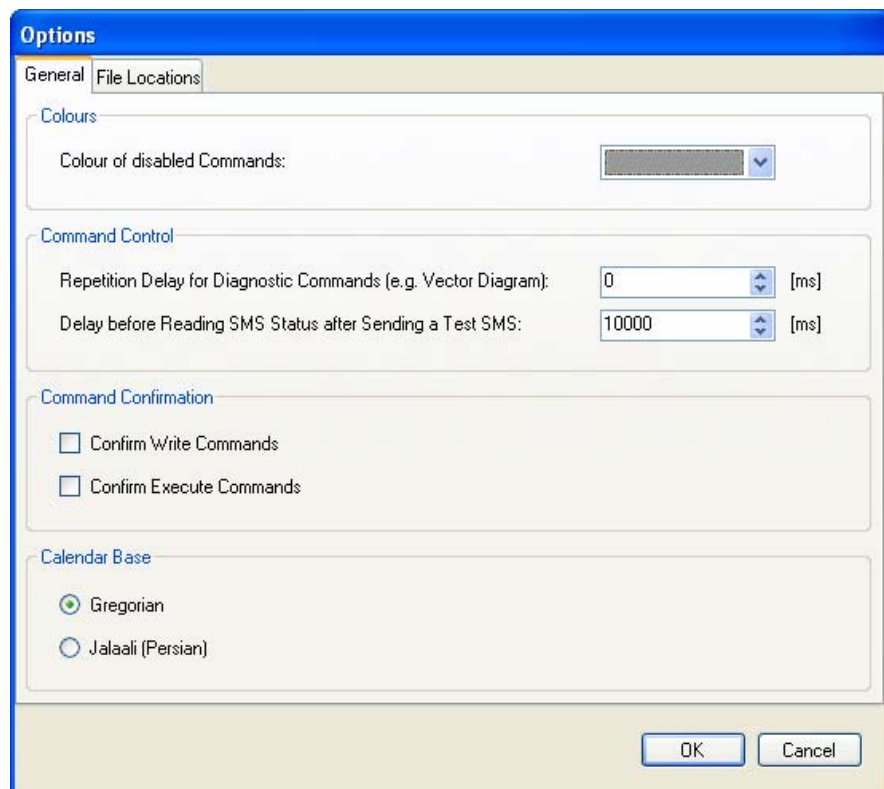 Options
General File Locations
Colours
Colour of disabled Commands:
Command Control
Repetition Delay for Diagnostic Commands (e.g. Vector Diagram): 0 [ms]
Delay before Reading SMS Status after Sending a Test SMS: 10000 [ms]
Command Confirmation
Confirm Write Commands
Confirm Execute Commands
Calendar Base
Gregorian
Jalaali (Persian)
OK Cancel